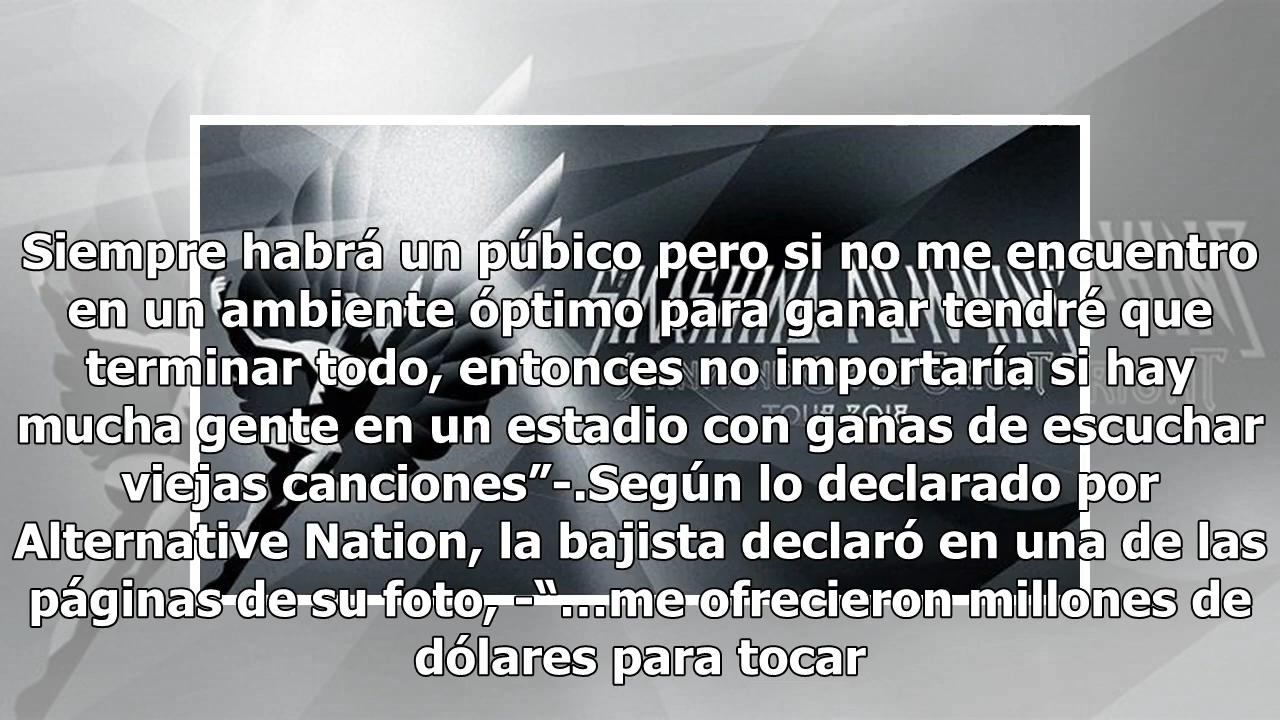 Siempre habrá un púbico pero si no me encuentro
en un ambiente óptimo para ganar tendré que
terminar todo, entonces no importaría si hay
mucha gente en un estadio con ganas de escuchar
viejas canciones”-.Según lo declarado por
Alternative Nation, la bajista declaró en una de las
páginas de su foto, -“...me ofrecieron millones de
dólares para tocar
TOUR 2018